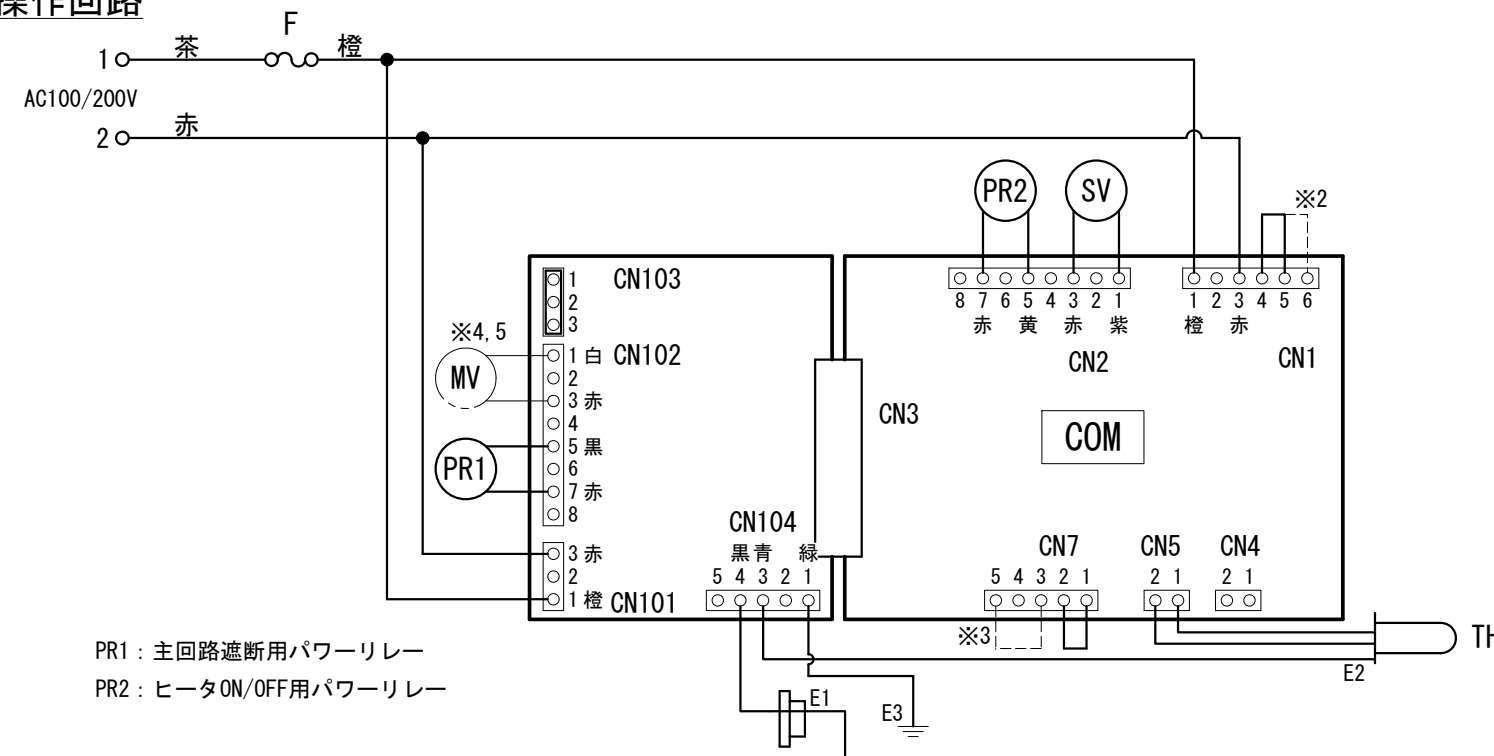 操作回路
F
1 茶 橙
AC100/200V
2 赤
PR2 SV ※2
8 7 6 5 4 3 2 1
赤 黄 赤 紫
CN2
1 2 3 4 5 6
橙 赤
CN1
1 CN103
2
3
※4,5
MV
1 白 CN102
2
3 赤
4
PR1
5 黒
6
7 赤
8
CN3
COM
3 赤
2
1 橙 CN101
CN104
黒 青 緑
5 4 3 2 1
CN7
5 4 3 2 1
※3
CN5
2 1
CN4
2 1
TH
E2
E1
E3
PR1：主回路遮断用パワーリレー
PR2：ヒータON/OFF用パワーリレー